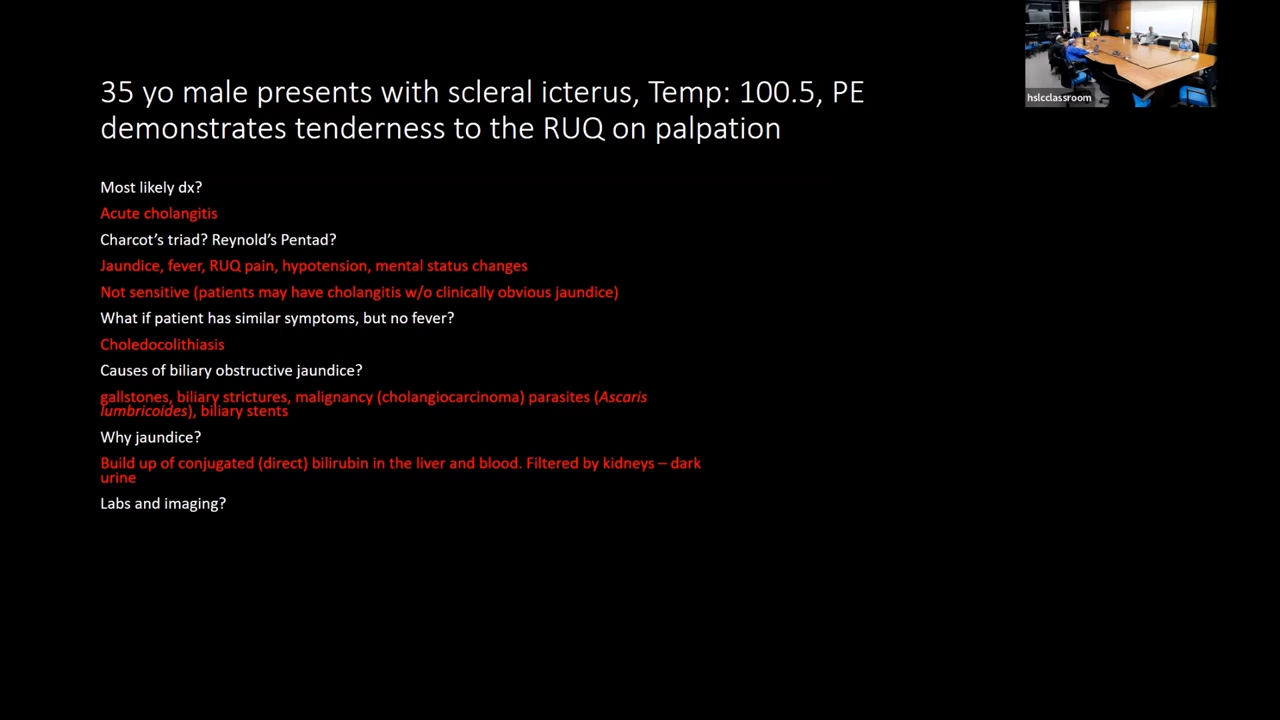 35 yo male presents with scleral icterus, Temp: 100.5, PE
demonstrates tenderness to the RUQ on palpation
hslcclassroom
Most likely dx?
Acute cholangitis
Charcot’s triad? Reynold’s Pentad?
Jaundice, fever, RUQ pain, hypotension, mental status changes
Not sensitive (patients may have cholangitis w/o clinically obvious jaundice)
What if patient has similar symptoms, but no fever?
Choledocolithiasis
Causes of biliary obstructive jaundice?
gallstones, biliary strictures, malignancy (cholangiocarcinoma) parasites (Ascaris
lumbricoides), biliary stents
Why jaundice?
Build up of conjugated (direct) bilirubin in the liver and blood. Filtered by kidneys – dark
urine
Labs and imaging?